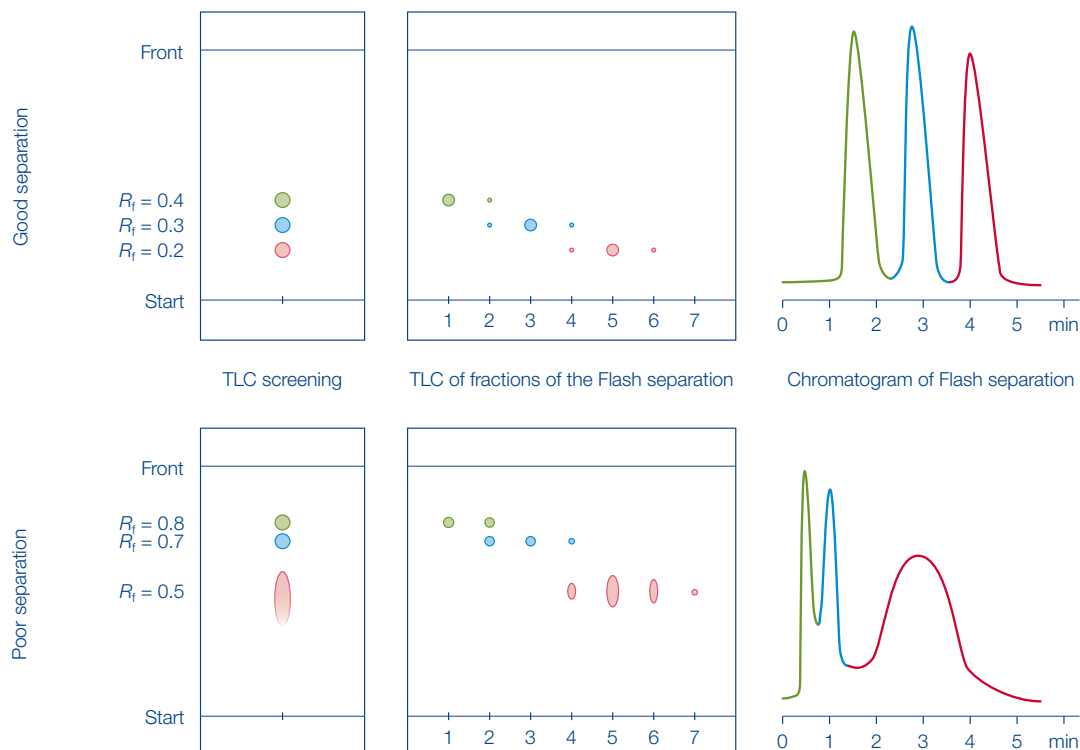 Good separation
Front
Rf = 0.4
Rf = 0.3
Rf = 0.2
Start
1 2 3 4 5 6 7
0 1 2 3 4 5 min
TLC screening
TLC of fractions of the Flash separation
Chromatogram of Flash separation
Poor separation
Front
Rf = 0.8
Rf = 0.7
Rf = 0.5
Start
1 2 3 4 5 6 7
0 1 2 3 4 5 min